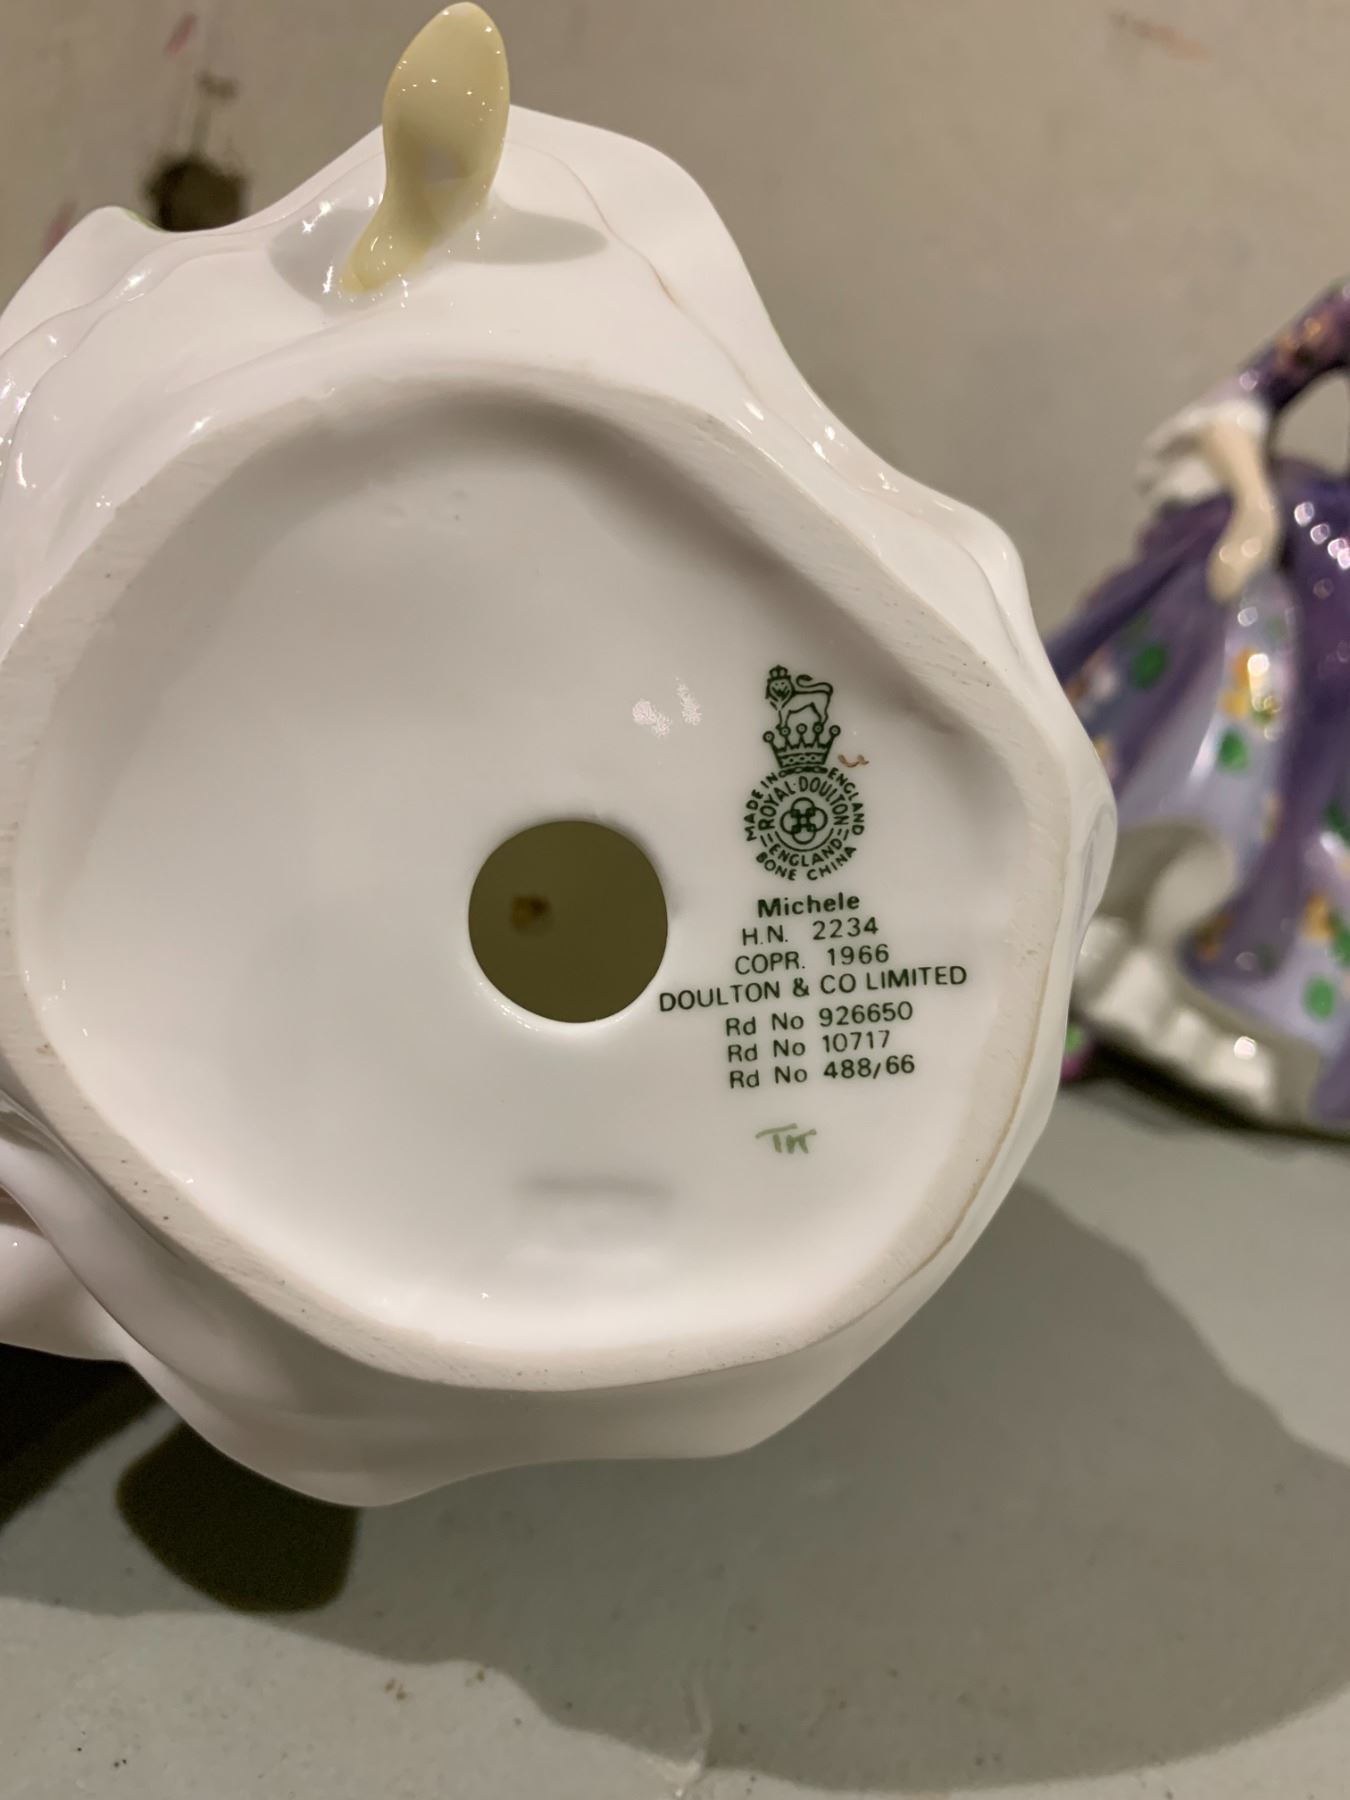 MADE IN ENGLAND
ROYAL·DOULTON
ENGLAND
BONE CHINA
Michele
H.N. 2234
COPR. 1966
DOULTON & CO LIMITED
Rd No 926650
Rd No 10717
Rd No 488/66